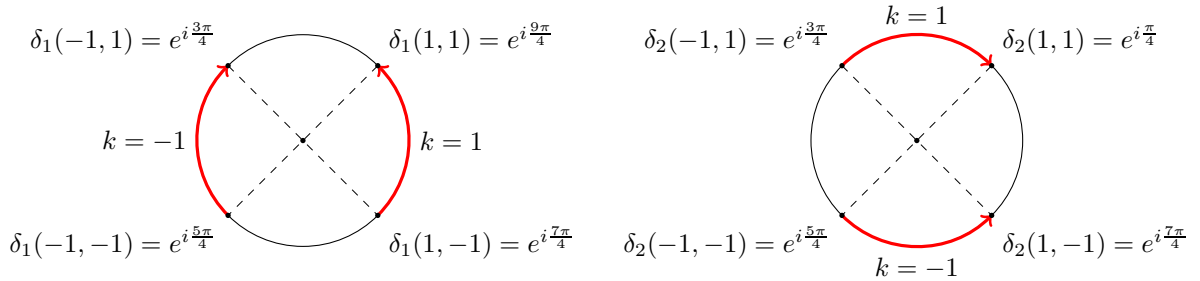 δ₁(−1, 1) = e^{i 3π/4}
δ₁(1, 1) = e^{i 9π/4}
k = −1
k = 1
δ₁(−1, −1) = e^{i 5π/4}
δ₁(1, −1) = e^{i 7π/4}
k = 1
δ₂(−1, 1) = e^{i 3π/4}
δ₂(1, 1) = e^{i π/4}
δ₂(−1, −1) = e^{i 5π/4}
δ₂(1, −1) = e^{i 7π/4}
k = −1